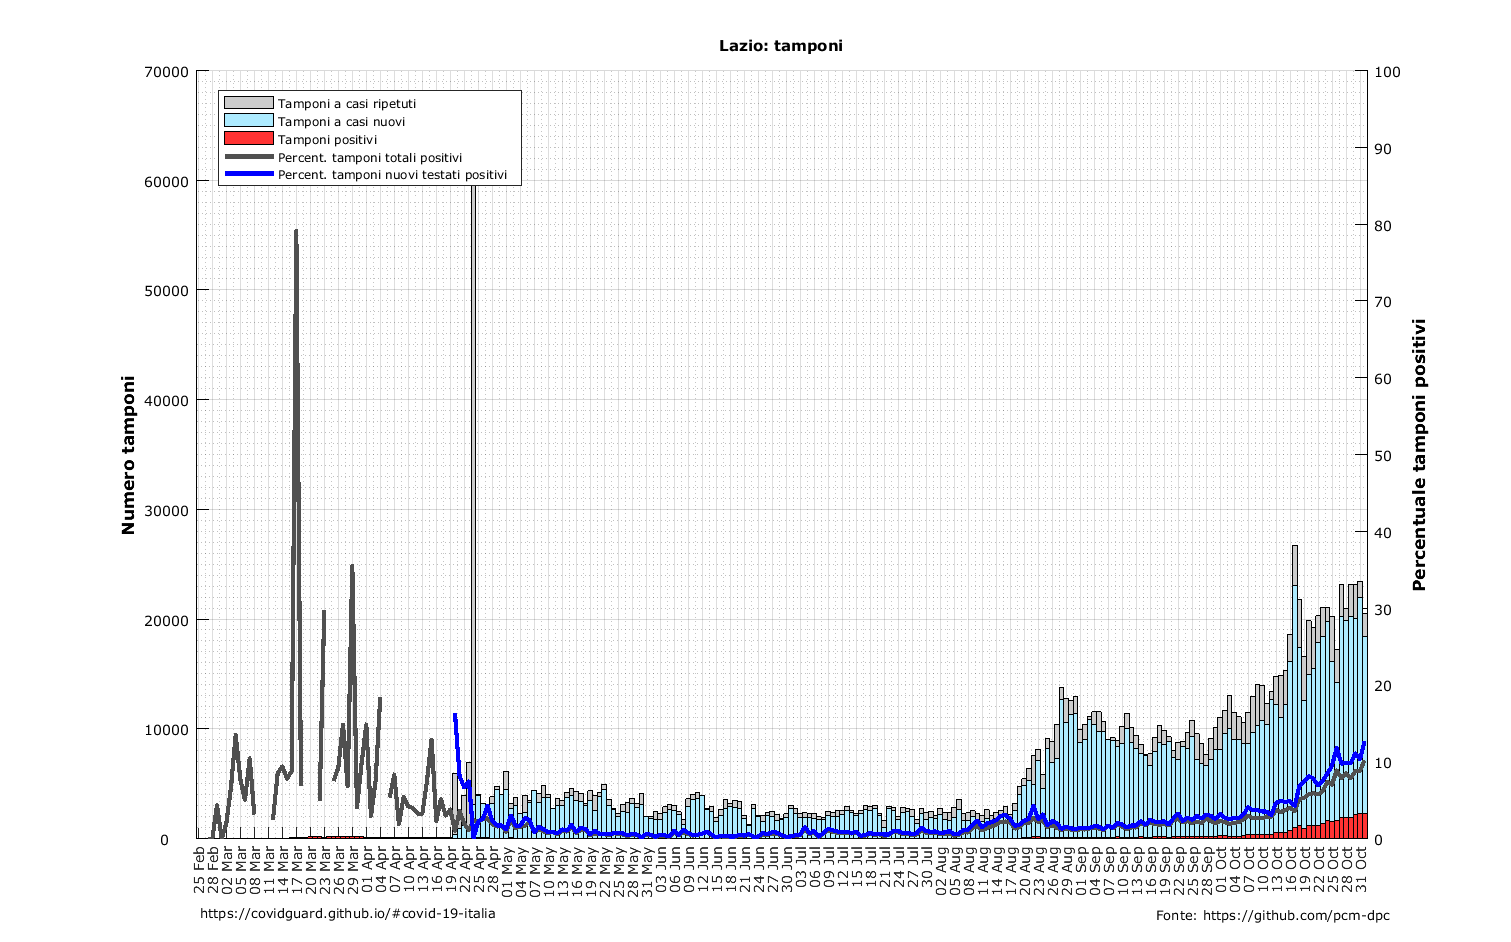 Lazio: tamponi
70000
60000
50000
40000
30000
20000
10000
0
Numero tamponi
Tamponi a casi ripetuti
Tamponi a casi nuovi
Tamponi positivi
Percent. tamponi totali positivi
Percent. tamponi nuovi testati positivi
100
90
80
70
60
50
40
30
20
10
0
Percentuale tamponi positivi
25 Feb
28 Feb
02 Mar
05 Mar
08 Mar
11 Mar
14 Mar
17 Mar
20 Mar
23 Mar
26 Mar
29 Mar
01 Apr
04 Apr
07 Apr
10 Apr
13 Apr
16 Apr
19 Apr
22 Apr
25 Apr
28 Apr
01 May
04 May
07 May
10 May
13 May
16 May
19 May
22 May
25 May
28 May
31 May
03 Jun
06 Jun
09 Jun
12 Jun
15 Jun
18 Jun
21 Jun
24 Jun
27 Jun
30 Jun
03 Jul
06 Jul
09 Jul
12 Jul
15 Jul
18 Jul
21 Jul
24 Jul
27 Jul
30 Jul
02 Aug
05 Aug
08 Aug
11 Aug
14 Aug
17 Aug
20 Aug
23 Aug
26 Aug
29 Aug
01 Sep
04 Sep
07 Sep
10 Sep
13 Sep
16 Sep
19 Sep
22 Sep
25 Sep
28 Sep
01 Oct
04 Oct
07 Oct
10 Oct
13 Oct
16 Oct
19 Oct
22 Oct
25 Oct
28 Oct
31 Oct
https://covidguard.github.io/#covid-19-italia
Fonte: https://github.com/pcm-dpc